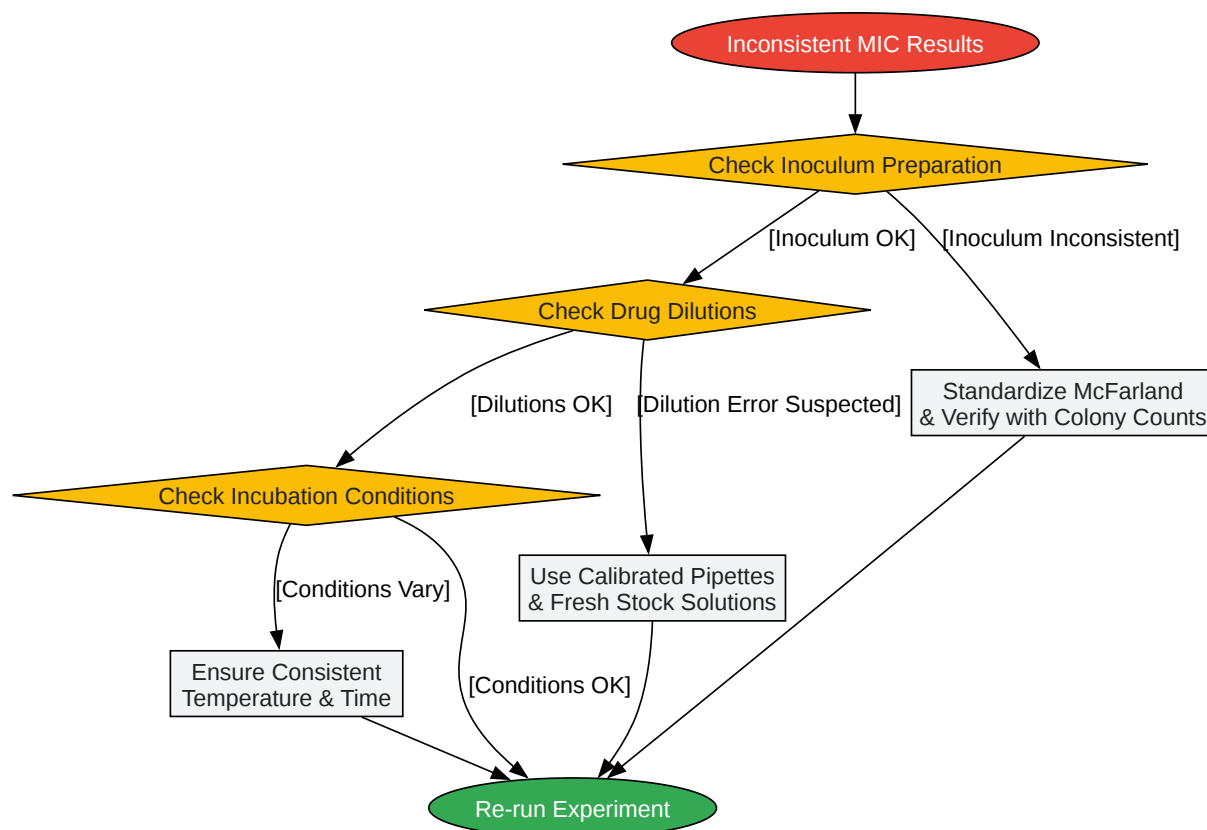 Inconsistent MIC Results
Check Inoculum Preparation
[Inoculum OK]
[Inoculum Inconsistent]
Check Drug Dilutions
[Dilutions OK]
[Dilution Error Suspected]
Standardize McFarland
& Verify with Colony Counts
Check Incubation Conditions
[Conditions Vary]
Use Calibrated Pipettes
& Fresh Stock Solutions
Ensure Consistent
Temperature & Time
[Conditions OK]
Re-run Experiment